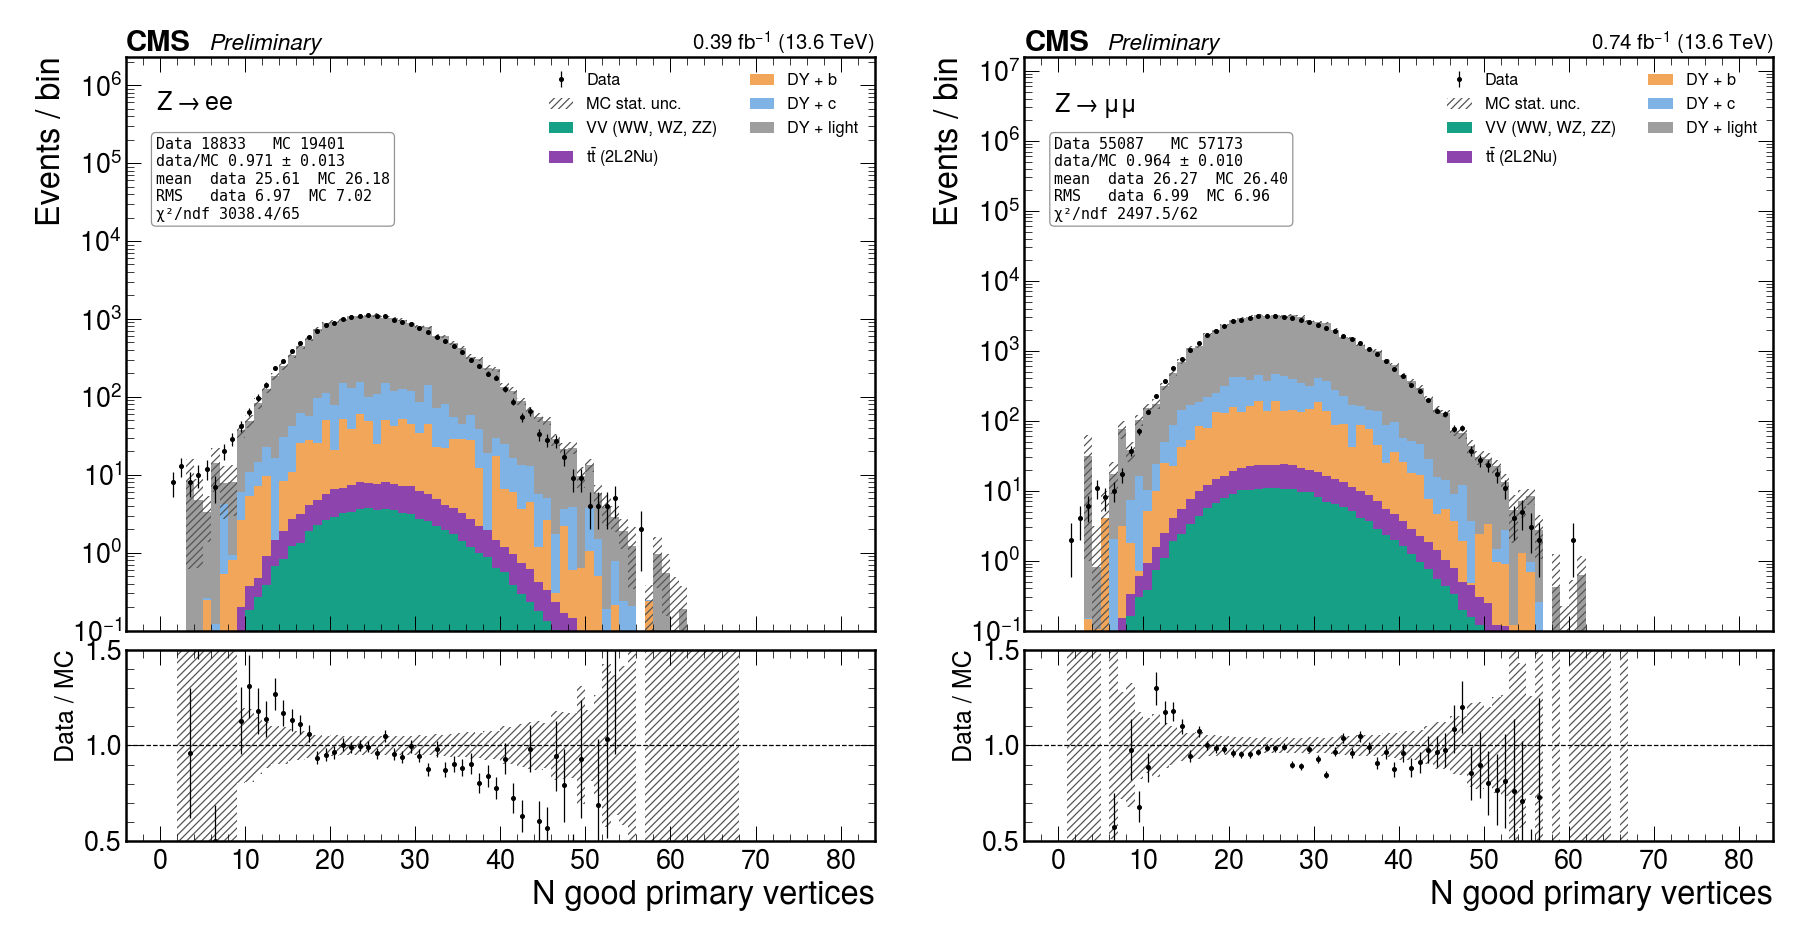 CMS Preliminary 0.39 fb⁻¹ (13.6 TeV)
Events / bin
10⁶
10⁵
10⁴
10³
10²
10¹
10⁰
10⁻¹
Z → ee
Data 18833 MC 19401
data/MC 0.971 ± 0.013
mean data 25.61 MC 26.18
RMS data 6.97 MC 7.02
χ²/ndf 3038.4/65
Data
MC stat. unc.
VV (WW, WZ, ZZ)
tt̄ (2L2Nu)
DY + b
DY + c
DY + light
Data / MC
1.5
1.0
0.5
0 10 20 30 40 50 60 70 80
N good primary vertices
CMS Preliminary 0.74 fb⁻¹ (13.6 TeV)
Events / bin
10⁷
10⁶
10⁵
10⁴
10³
10²
10¹
10⁰
10⁻¹
Z → μμ
Data 55087 MC 57173
data/MC 0.964 ± 0.010
mean data 26.27 MC 26.40
RMS data 6.99 MC 6.96
χ²/ndf 2497.5/62
Data
MC stat. unc.
VV (WW, WZ, ZZ)
tt̄ (2L2Nu)
DY + b
DY + c
DY + light
Data / MC
1.5
1.0
0.5
0 10 20 30 40 50 60 70 80
N good primary vertices